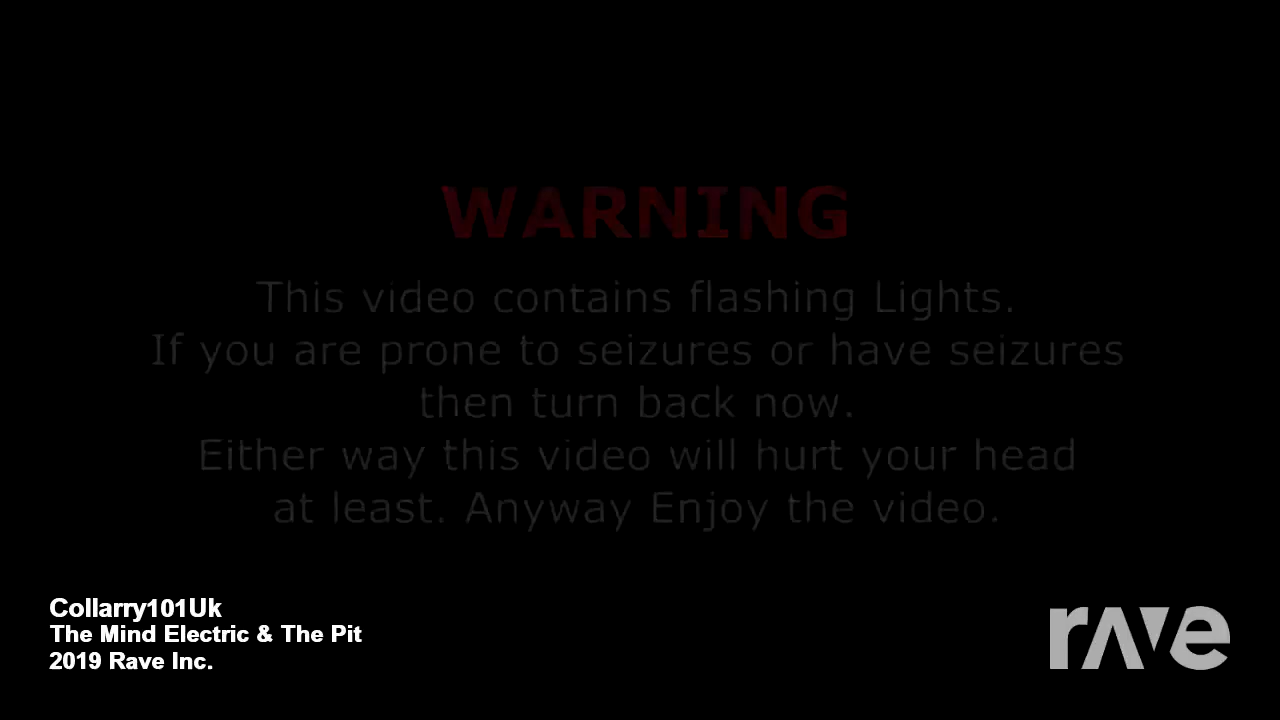 WARNING
This video contains flashing Lights.
If you are prone to seizures or have seizures
then turn back now.
Either way this video will hurt your head
at least. Anyway Enjoy the video.
Collarry101Uk
The Mind Electric & The Pit
2019 Rave Inc.
rave